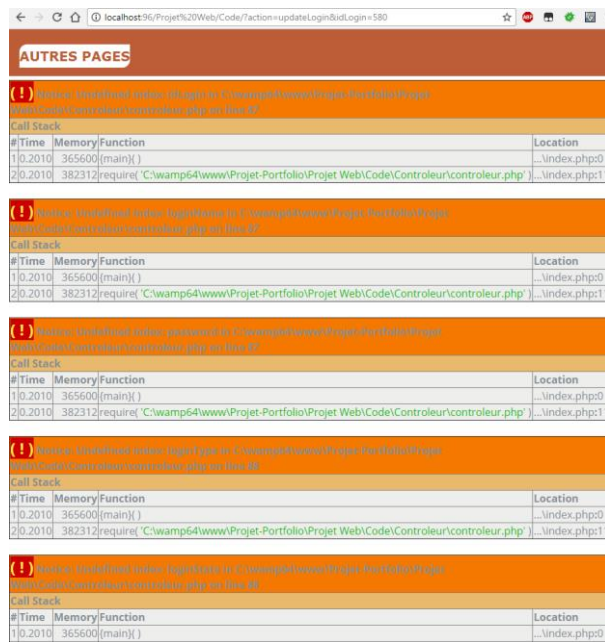 localhost:96/Projet%20Web/Code/?action=updateLogin&idLogin=580
AUTRES PAGES
( ! ) Notice: Undefined index: in C:\wamp64\www\Projet-Portfolio\Projet
Web\Code\Controleur\controleur.php on line 87
Call Stack
# Time Memory Function Location
1 0.2010 365600 {main}( ) ...\index.php:0
2 0.2010 382312 require( 'C:\wamp64\www\Projet-Portfolio\Projet Web\Code\Controleur\controleur.php' ) ...\index.php:1
( ! ) Notice: Undefined index: loginName in C:\wamp64\www\Projet-Portfolio\Projet
Web\Code\Controleur\controleur.php on line 87
Call Stack
# Time Memory Function Location
1 0.2010 365600 {main}( ) ...\index.php:0
2 0.2010 382312 require( 'C:\wamp64\www\Projet-Portfolio\Projet Web\Code\Controleur\controleur.php' ) ...\index.php:1
( ! ) Notice: Undefined index: password in C:\wamp64\www\Projet-Portfolio\Projet
Web\Code\Controleur\controleur.php on line 87
Call Stack
# Time Memory Function Location
1 0.2010 365600 {main}( ) ...\index.php:0
2 0.2010 382312 require( 'C:\wamp64\www\Projet-Portfolio\Projet Web\Code\Controleur\controleur.php' ) ...\index.php:1
( ! ) Notice: Undefined index: loginType in C:\wamp64\www\Projet-Portfolio\Projet
Web\Code\Controleur\controleur.php on line 88
Call Stack
# Time Memory Function Location
1 0.2010 365600 {main}( ) ...\index.php:0
2 0.2010 382312 require( 'C:\wamp64\www\Projet-Portfolio\Projet Web\Code\Controleur\controleur.php' ) ...\index.php:1
( ! ) Notice: Undefined index: loginState in C:\wamp64\www\Projet-Portfolio\Projet
Web\Code\Controleur\controleur.php on line 88
Call Stack
# Time Memory Function Location
1 0.2010 365600 {main}( ) ...\index.php:0